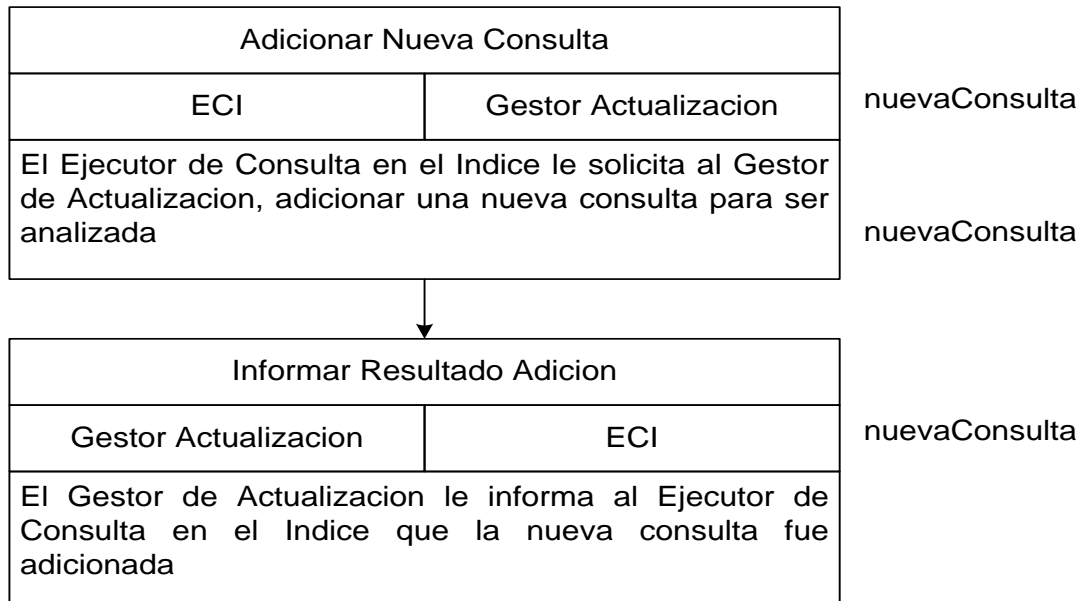 Adicionar Nueva Consulta
ECI
Gestor Actualizacion
nuevaConsulta
El Ejecutor de Consulta en el Indice le solicita al Gestor
de Actualizacion, adicionar una nueva consulta para ser
analizada
nuevaConsulta
Informar Resultado Adicion
Gestor Actualizacion
ECI
nuevaConsulta
El Gestor de Actualizacion le informa al Ejecutor de
Consulta en el Indice que la nueva consulta fue
adicionada